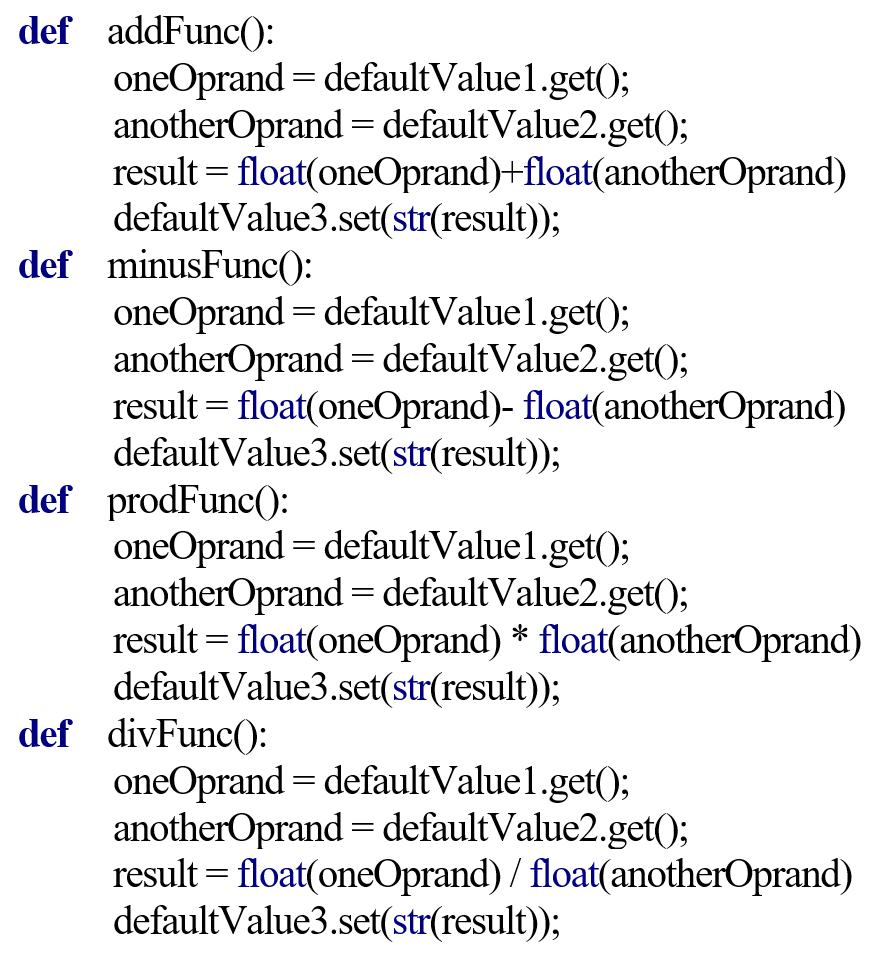 def addFunc():
oneOprand = defaultValue1.get();
anotherOprand = defaultValue2.get();
result = float(oneOprand)+float(anotherOprand)
defaultValue3.set(str(result));
def minusFunc():
oneOprand = defaultValue1.get();
anotherOprand = defaultValue2.get();
result = float(oneOprand)- float(anotherOprand)
defaultValue3.set(str(result));
def prodFunc():
oneOprand = defaultValue1.get();
anotherOprand = defaultValue2.get();
result = float(oneOprand) * float(anotherOprand)
defaultValue3.set(str(result));
def divFunc():
oneOprand = defaultValue1.get();
anotherOprand = defaultValue2.get();
result = float(oneOprand) / float(anotherOprand)
defaultValue3.set(str(result));